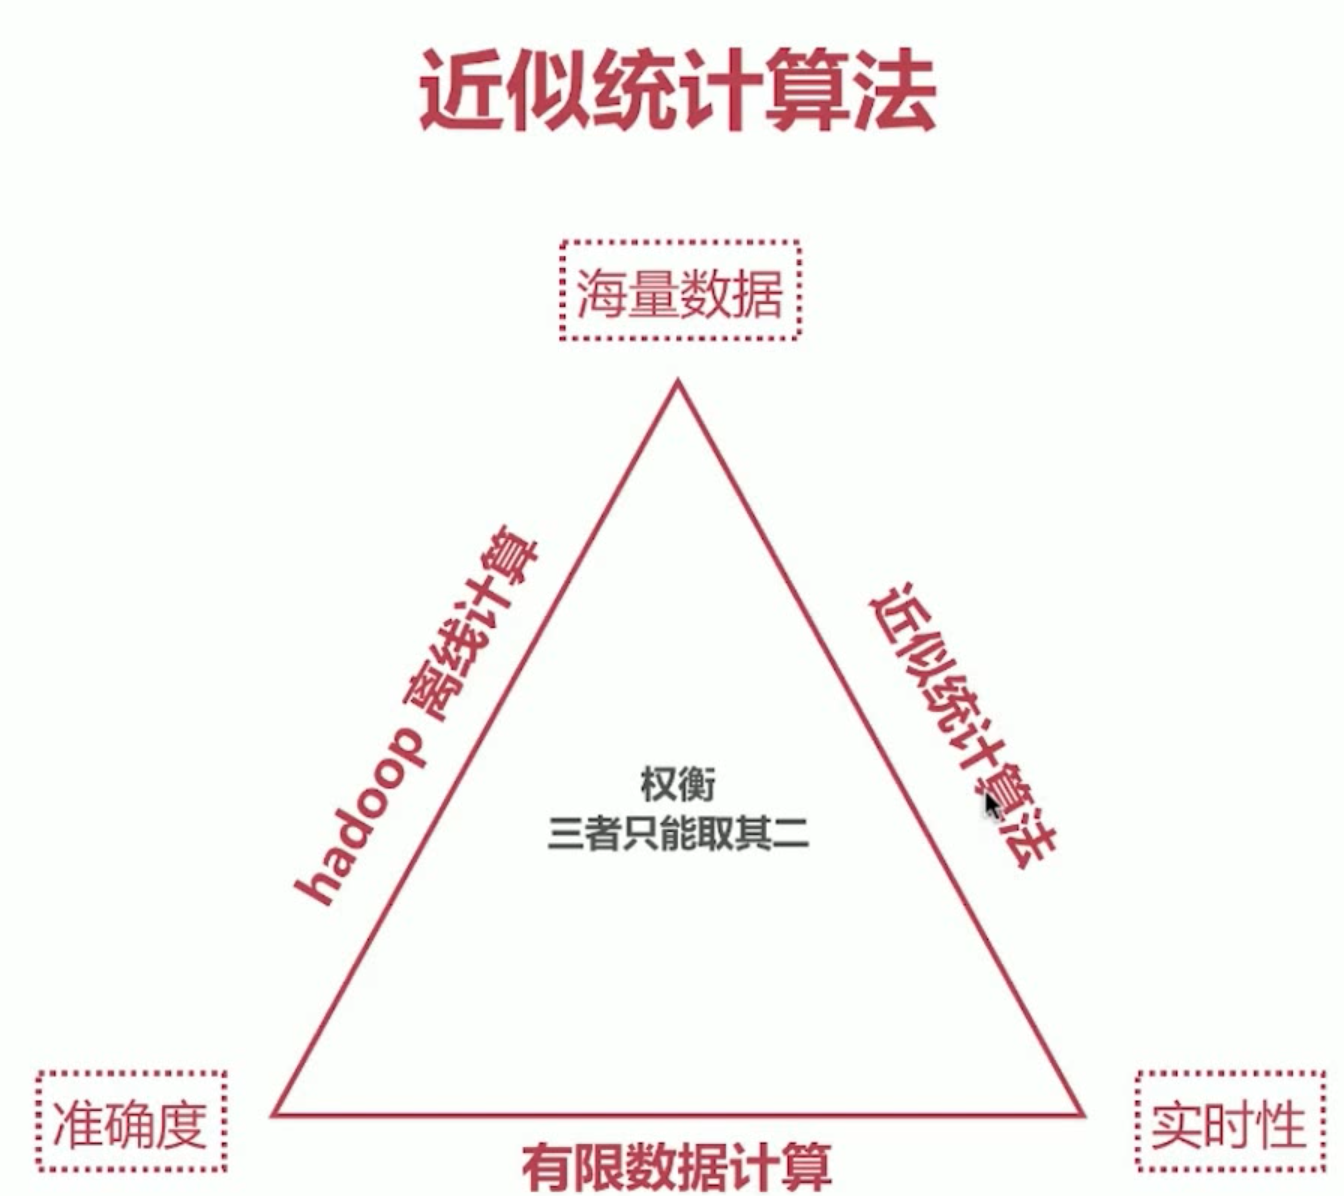 近似统计算法
海量数据
hadoop 离线计算
近似统计算法
权衡
三者只能取其二
准确度
实时性
有限数据计算